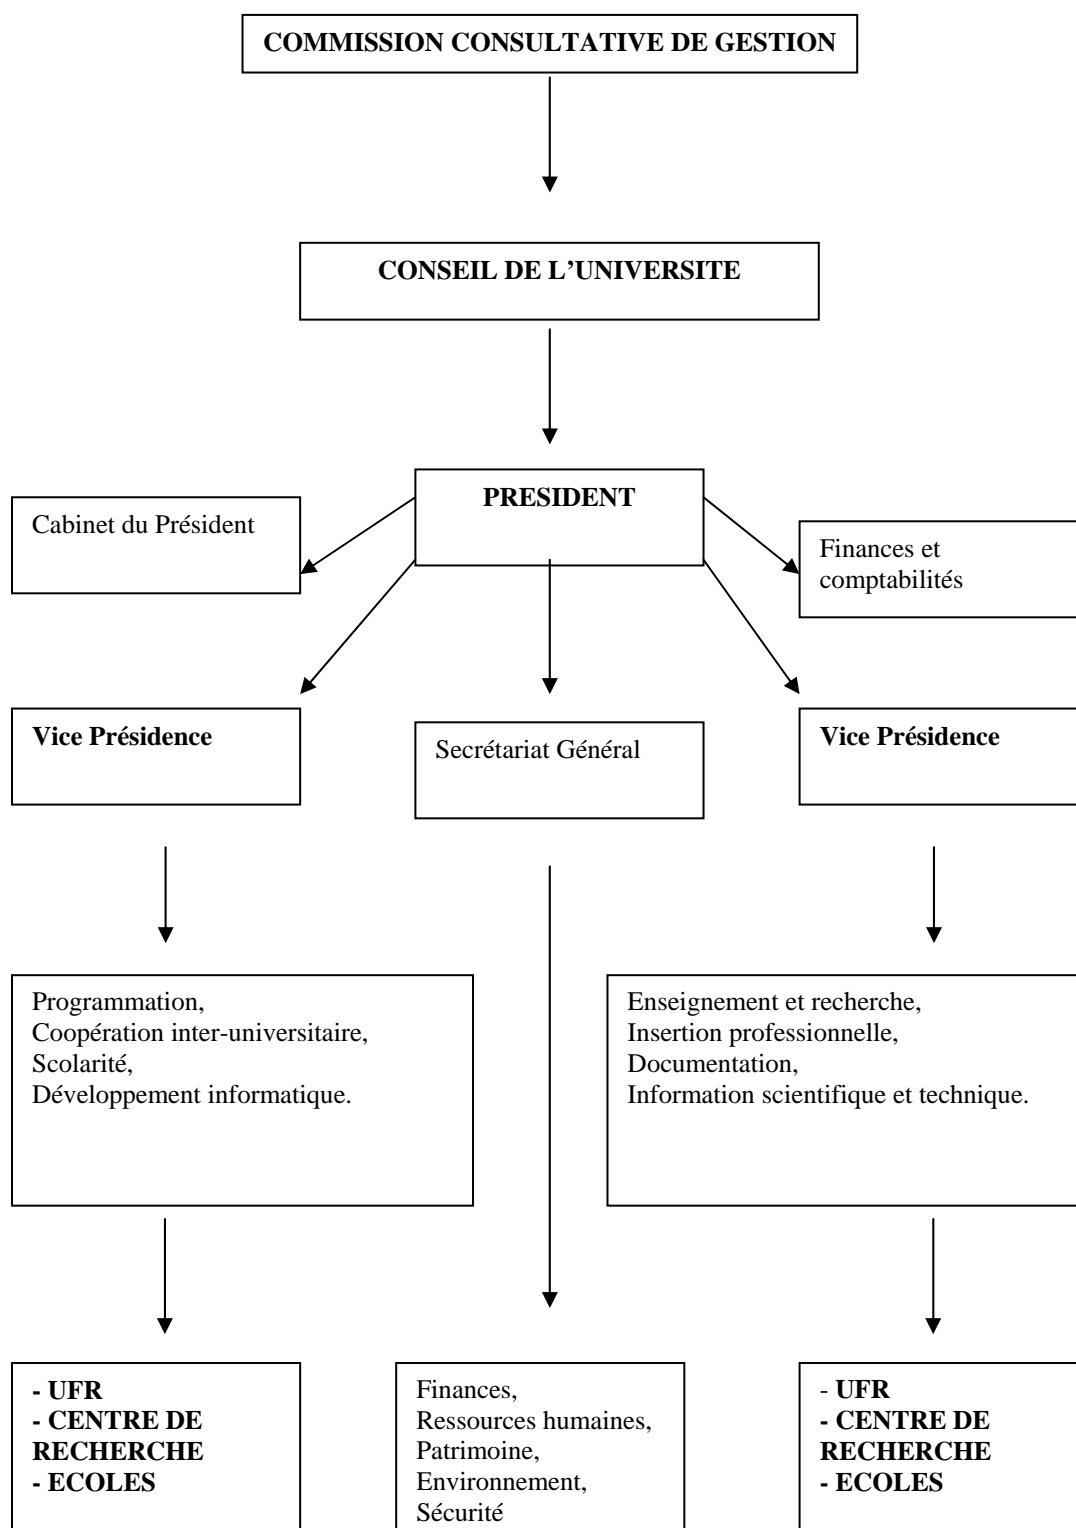 COMMISSION CONSULTATIVE DE GESTION
CONSEIL DE L’UNIVERSITE
PRESIDENT
Cabinet du Président
Finances et
comptabilités
Vice Présidence
Secrétariat Général
Vice Présidence
Programmation,
Coopération inter-universitaire,
Scolarité,
Développement informatique.
Enseignement et recherche,
Insertion professionnelle,
Documentation,
Information scientifique et technique.
- UFR
- CENTRE DE
RECHERCHE
- ECOLES
Finances,
Ressources humaines,
Patrimoine,
Environnement,
Sécurité
- UFR
- CENTRE DE
RECHERCHE
- ECOLES